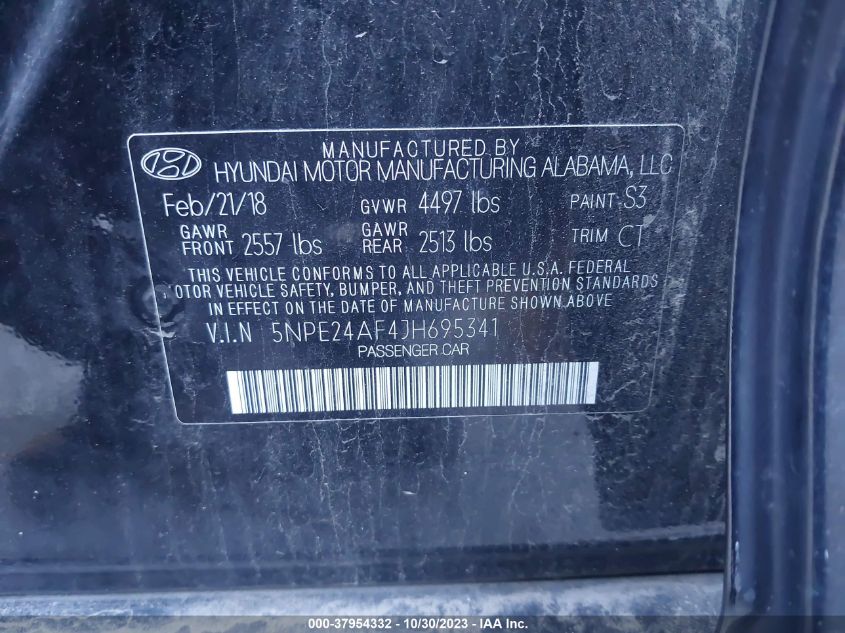 MANUFACTURED BY
HYUNDAI MOTOR MANUFACTURING ALABAMA, LLC
Feb/21/18 GVWR 4497 lbs PAINT S3
GAWR FRONT 2557 lbs GAWR REAR 2513 lbs TRIM CT
THIS VEHICLE CONFORMS TO ALL APPLICABLE U.S.A. FEDERAL
MOTOR VEHICLE SAFETY, BUMPER, AND THEFT PREVENTION STANDARDS
IN EFFECT ON THE DATE OF MANUFACTURE SHOWN ABOVE
V.I.N 5NPE24AF4JH695341
PASSENGER CAR
000-37954332 - 10/30/2023 - IAA Inc.